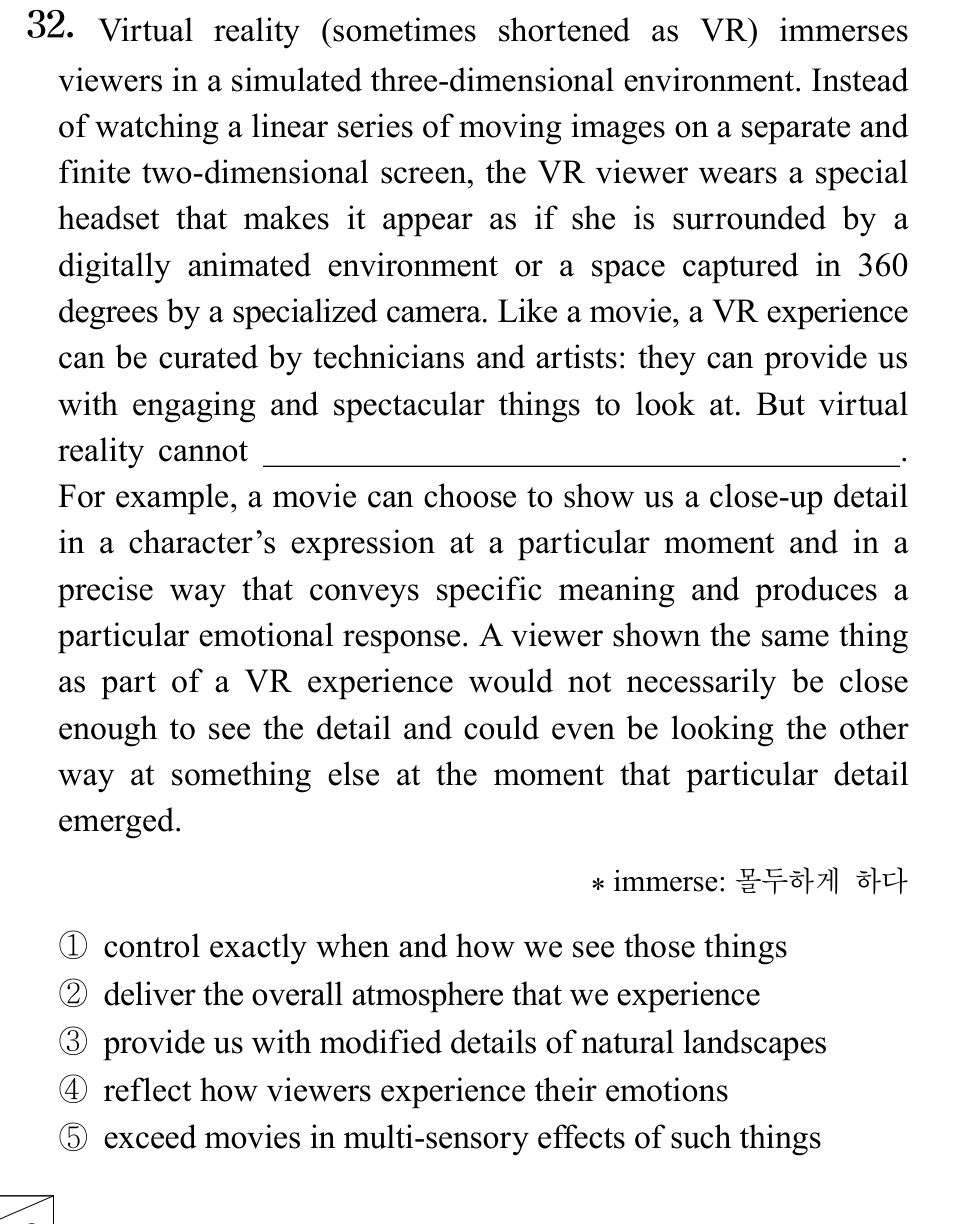 32. Virtual reality (sometimes shortened as VR) immerses
viewers in a simulated three-dimensional environment. Instead
of watching a linear series of moving images on a separate and
finite two-dimensional screen, the VR viewer wears a special
headset that makes it appear as if she is surrounded by a
digitally animated environment or a space captured in 360
degrees by a specialized camera. Like a movie, a VR experience
can be curated by technicians and artists: they can provide us
with engaging and spectacular things to look at. But virtual
reality cannot ____________________.
For example, a movie can choose to show us a close-up detail
in a character’s expression at a particular moment and in a
precise way that conveys specific meaning and produces a
particular emotional response. A viewer shown the same thing
as part of a VR experience would not necessarily be close
enough to see the detail and could even be looking the other
way at something else at the moment that particular detail
emerged.
* immerse: 몰두하게 하다
① control exactly when and how we see those things
② deliver the overall atmosphere that we experience
③ provide us with modified details of natural landscapes
④ reflect how viewers experience their emotions
⑤ exceed movies in multi-sensory effects of such things